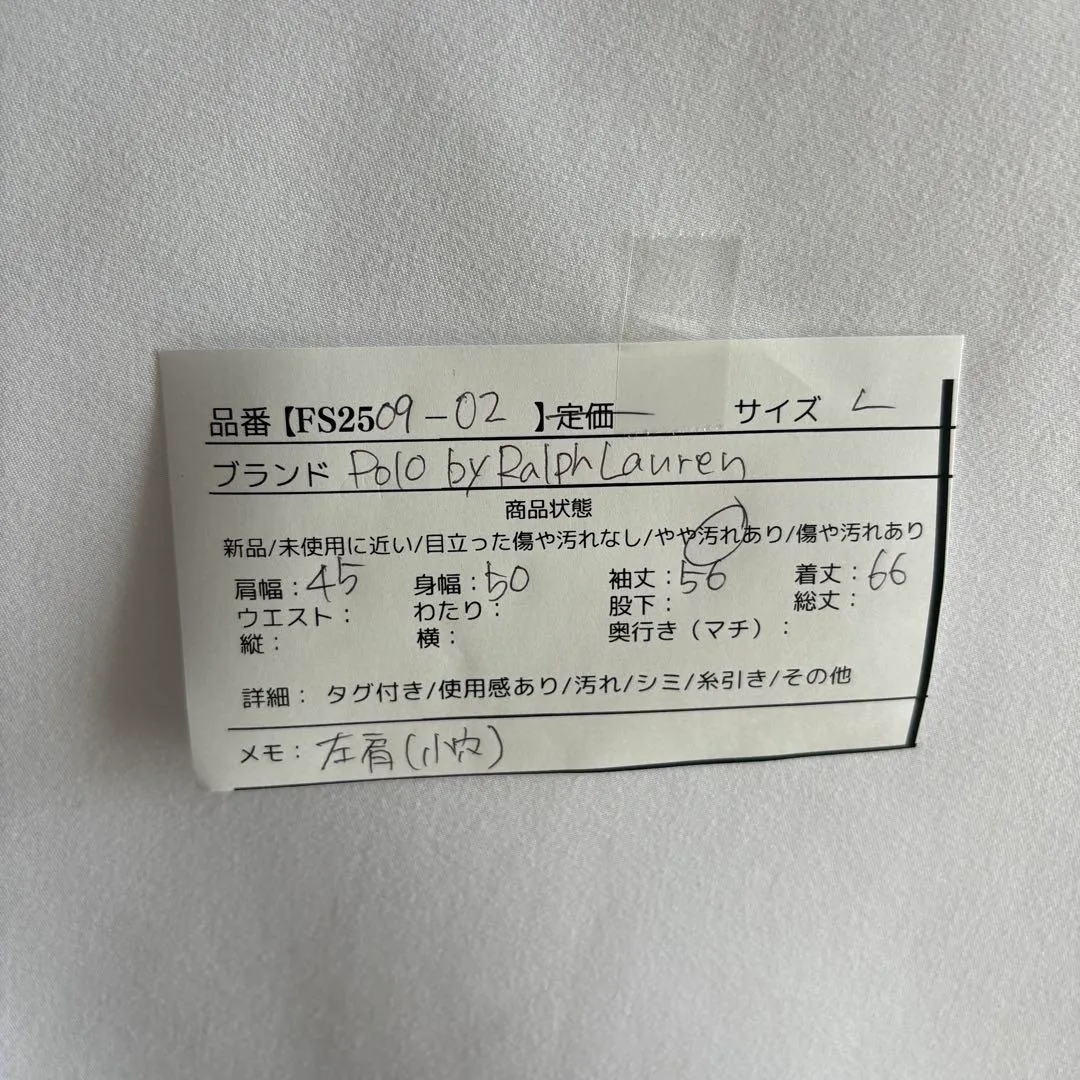 品番【FS2509-02 】定価 サイズ L
ブランド Polo by Ralph Lauren
商品状態
新品/未使用に近い/目立った傷や汚れなし/やや汚れあり/傷や汚れあり
肩幅:45 身幅:50 袖丈:56 着丈:66
ウエスト: わたり: 股下: 総丈:
縦: 横: 奥行き(マチ):
詳細: タグ付き/使用感あり/汚れ/シミ/糸引き/その他
メモ: 左肩(小穴)